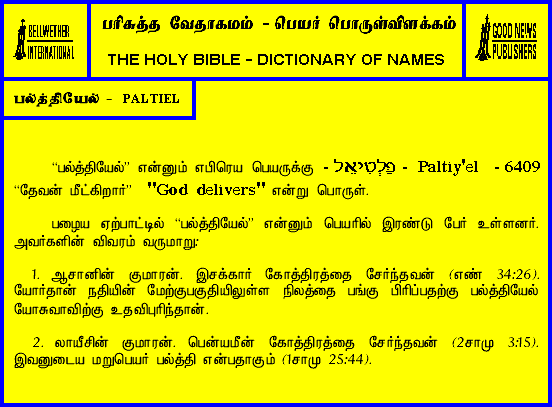 BELLWETHER
INTERNATIONAL
பரிசுத்த வேதாகமம் - பெயர் பொருள்விளக்கம்
THE HOLY BIBLE - DICTIONARY OF NAMES
GOOD NEWS
PUBLISHERS
பல்த்தியேல் - PALTIEL
“பல்த்தியேல்” என்னும் எபிரெய பெயருக்கு - פַּלְטִיאֵל - Paltiy'el - 6409
“தேவன் மீட்கிறார்” "God delivers" என்று பொருள்.
பழைய ஏற்பாட்டில் “பல்த்தியேல்” என்னும் பெயரில் இரண்டு பேர் உள்ளனர்.
அவர்களின் விவரம் வருமாறு:
1. ஆசானின் குமாரன். இசக்கார் கோத்திரத்தை சேர்ந்தவன் (எண் 34:26).
யோர்தான் நதியின் மேற்குபகுதியிலுள்ள நிலத்தை பங்கு பிரிப்பதற்கு பல்த்தியேல்
யோசுவாவிற்கு உதவிபுரிந்தான்.
2. லாயீசின் குமாரன். பென்யமீன் கோத்திரத்தை சேர்ந்தவன் (2சாமு 3:15).
இவனுடைய மறுபெயர் பல்த்தி என்பதாகும் (1சாமு 25:44).